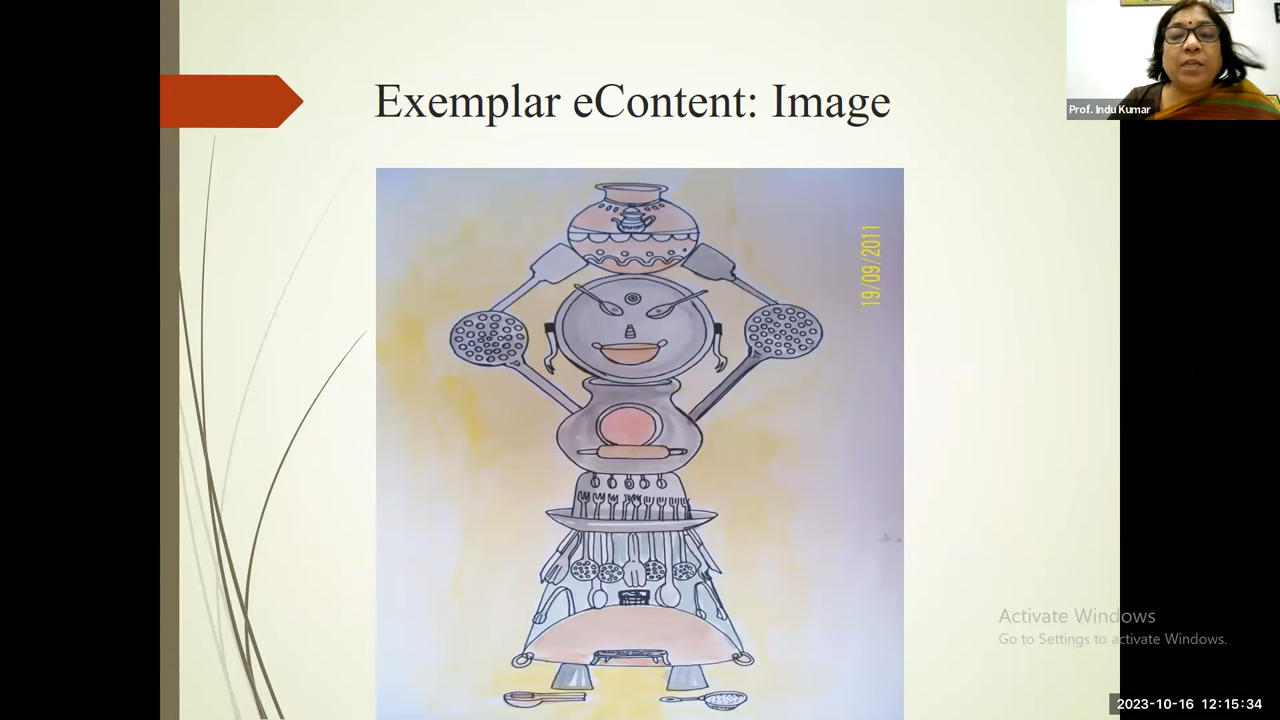 Exemplar eContent: Image
Prof. Indu Kumar
19/09/2011
Activate Windows
Go to Settings to activate Windows.
2023-10-16 12:15:34